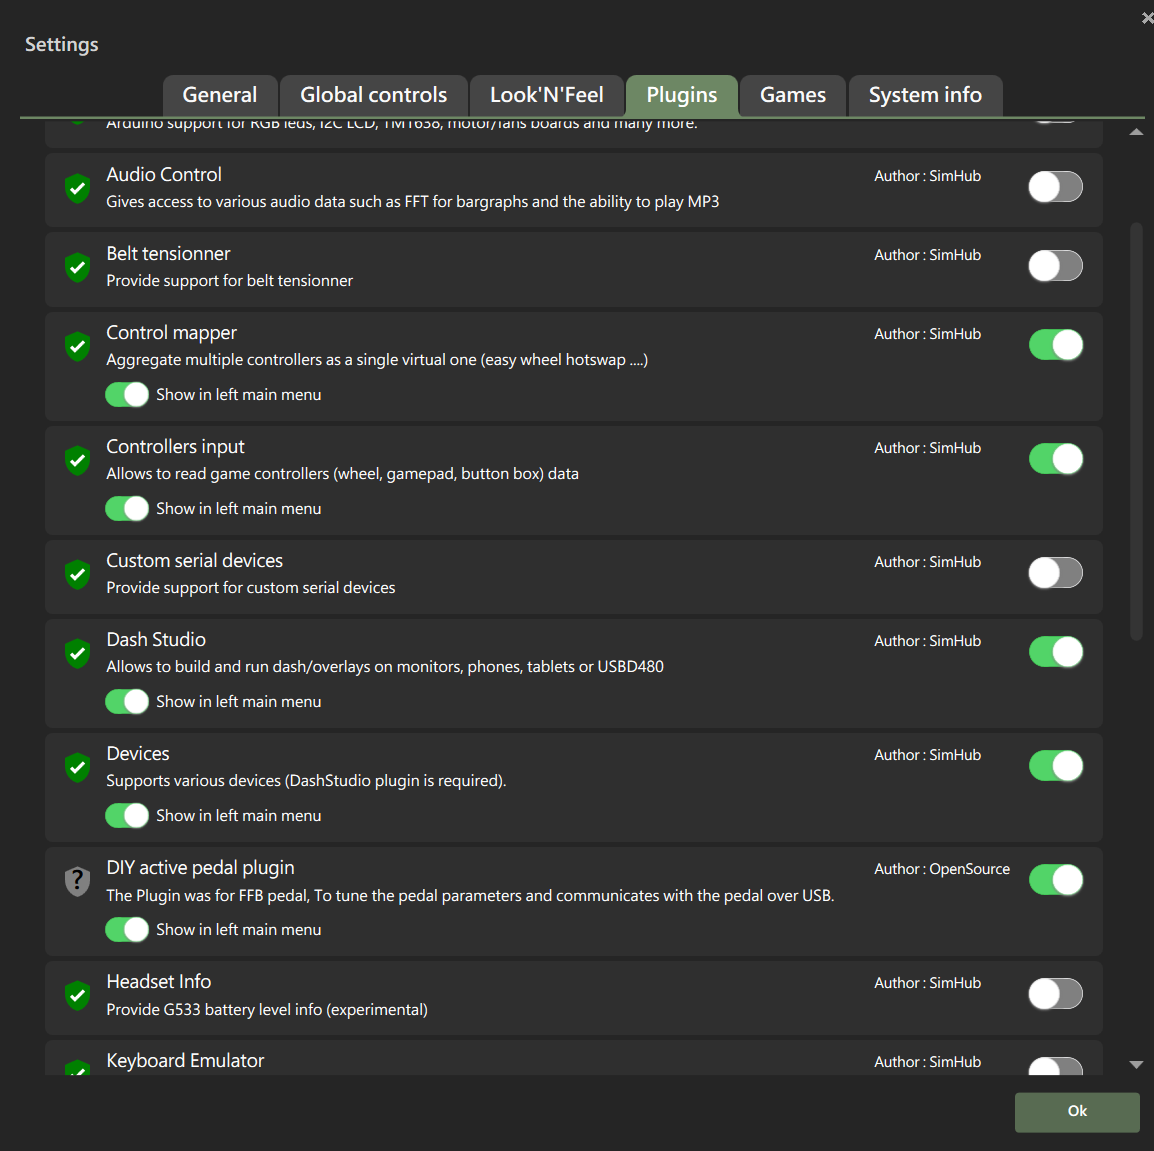 Settings
General
Global controls
Look'N'Feel
Plugins
Games
System info
Arduino support for RGB leds, I2C LCD, TM1638, motor/fans boards and many more.
Audio Control
Author : SimHub
Gives access to various audio data such as FFT for bargraphs and the ability to play MP3
Belt tensionner
Author : SimHub
Provide support for belt tensionner
Control mapper
Author : SimHub
Aggregate multiple controllers as a single virtual one (easy wheel hotswap ....)
Show in left main menu
Controllers input
Author : SimHub
Allows to read game controllers (wheel, gamepad, button box) data
Show in left main menu
Custom serial devices
Author : SimHub
Provide support for custom serial devices
Dash Studio
Author : SimHub
Allows to build and run dash/overlays on monitors, phones, tablets or USBD480
Show in left main menu
Devices
Author : SimHub
Supports various devices (DashStudio plugin is required).
Show in left main menu
DIY active pedal plugin
Author : OpenSource
The Plugin was for FFB pedal, To tune the pedal parameters and communicates with the pedal over USB.
Show in left main menu
Headset Info
Author : SimHub
Provide G533 battery level info (experimental)
Keyboard Emulator
Author : SimHub
Ok